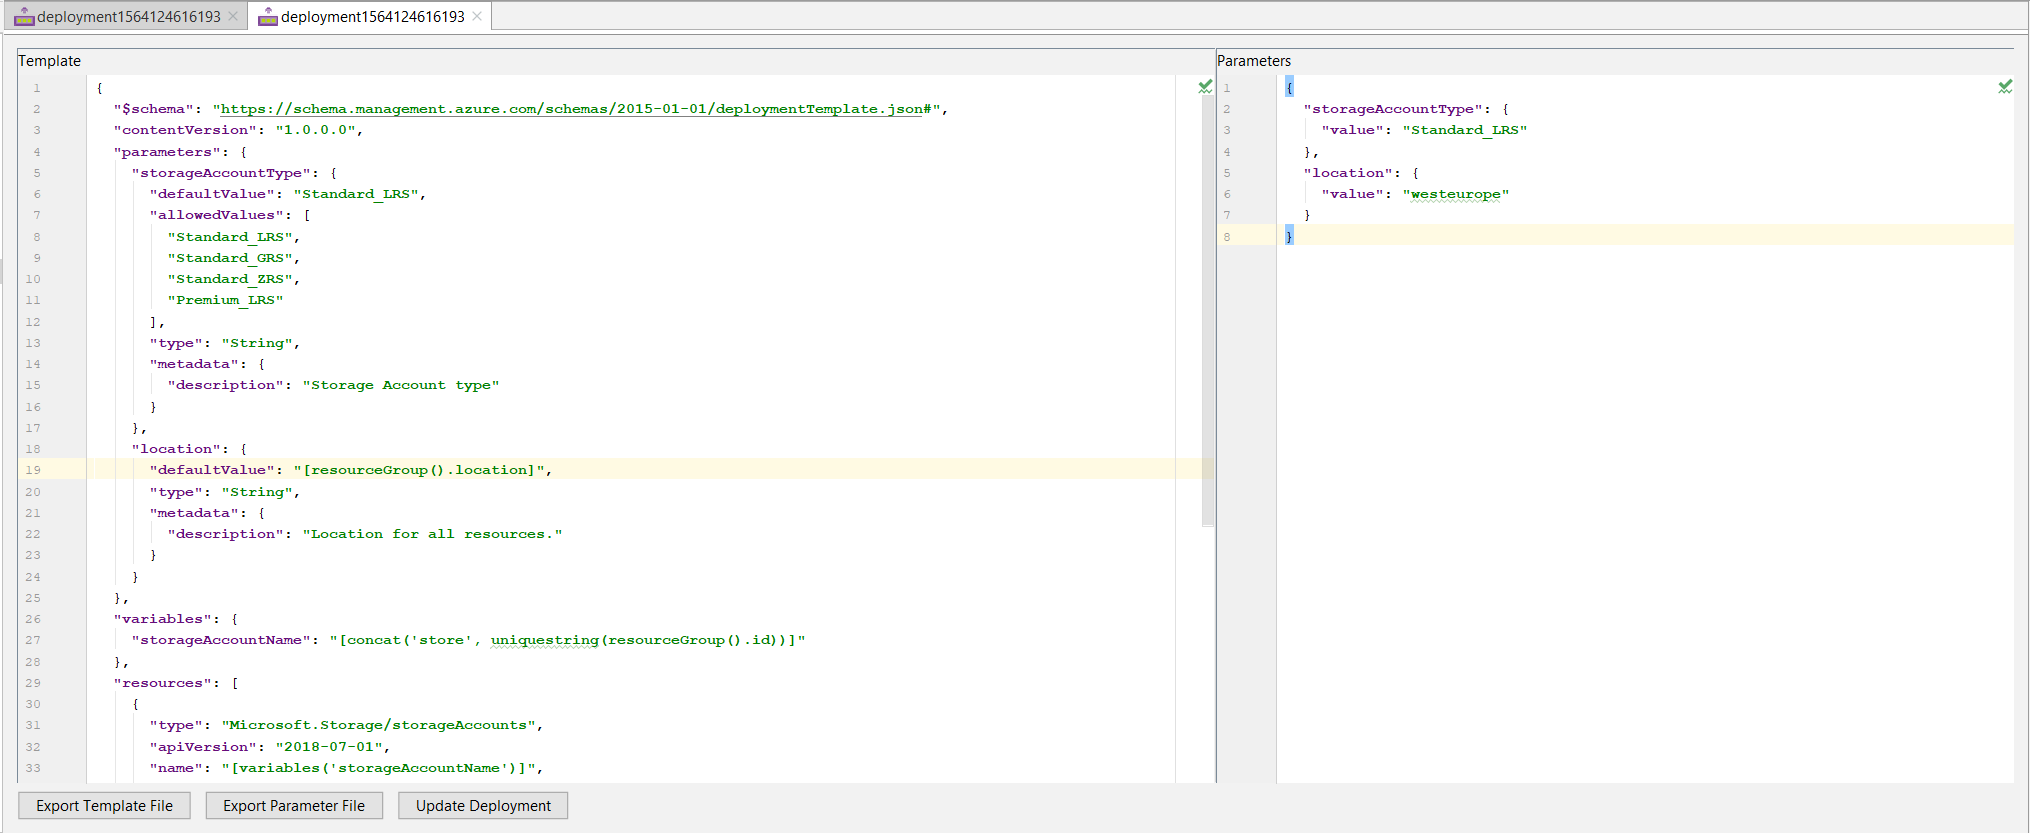 deployment1564124616193
deployment1564124616193
Template
1 {
2 "$schema": "https://schema.management.azure.com/schemas/2015-01-01/deploymentTemplate.json#",
3 "contentVersion": "1.0.0.0",
4 "parameters": {
5 "storageAccountType": {
6 "defaultValue": "Standard_LRS",
7 "allowedValues": [
8 "Standard_LRS",
9 "Standard_GRS",
10 "Standard_ZRS",
11 "Premium_LRS"
12 ],
13 "type": "String",
14 "metadata": {
15 "description": "Storage Account type"
16 }
17 },
18 "location": {
19 "defaultValue": "[resourceGroup().location]",
20 "type": "String",
21 "metadata": {
22 "description": "Location for all resources."
23 }
24 }
25 },
26 "variables": {
27 "storageAccountName": "[concat('store', uniquestring(resourceGroup().id))]"
28 },
29 "resources": [
30 {
31 "type": "Microsoft.Storage/storageAccounts",
32 "apiVersion": "2018-07-01",
33 "name": "[variables('storageAccountName')]",
Parameters
1 {
2 "storageAccountType": {
3 "value": "Standard_LRS"
4 },
5 "location": {
6 "value": "westeurope"
7 }
8 }
Export Template File
Export Parameter File
Update Deployment